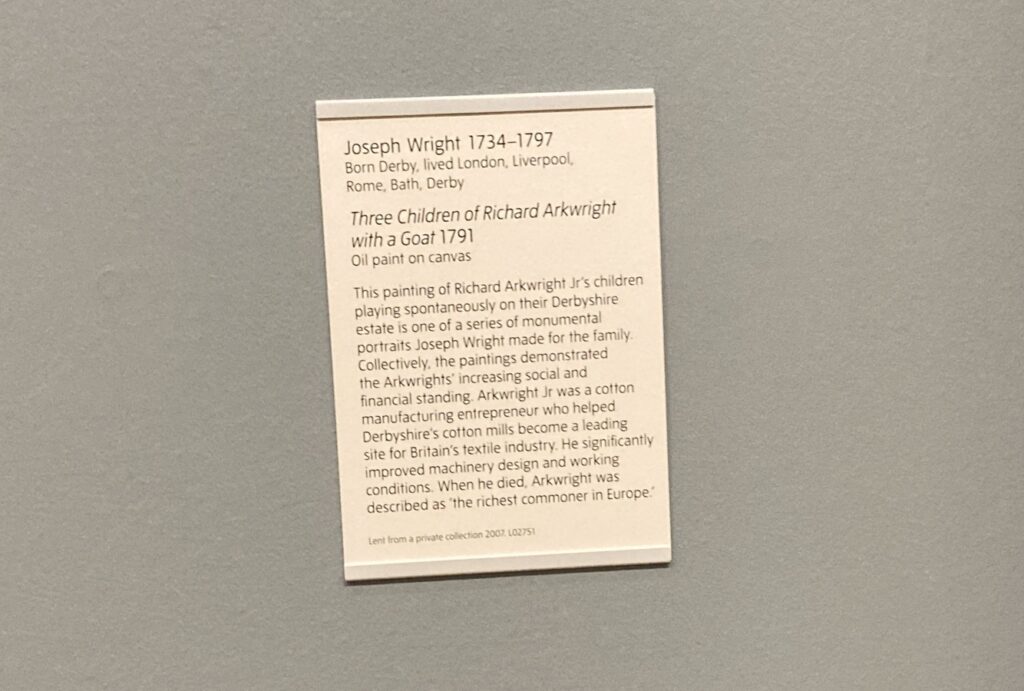 Joseph Wright 1734–1797
Born Derby, lived London, Liverpool,
Rome, Bath, Derby
Three Children of Richard Arkwright
with a Goat 1791
Oil paint on canvas
This painting of Richard Arkwright Jr's children
playing spontaneously on their Derbyshire
estate is one of a series of monumental
portraits Joseph Wright made for the family.
Collectively, the paintings demonstrated
the Arkwrights' increasing social and
financial standing. Arkwright Jr was a cotton
manufacturing entrepreneur who helped
Derbyshire's cotton mills become a leading
site for Britain's textile industry. He significantly
improved machinery design and working
conditions. When he died, Arkwright was
described as 'the richest commoner in Europe.'
Lent from a private collection 2007. L02751